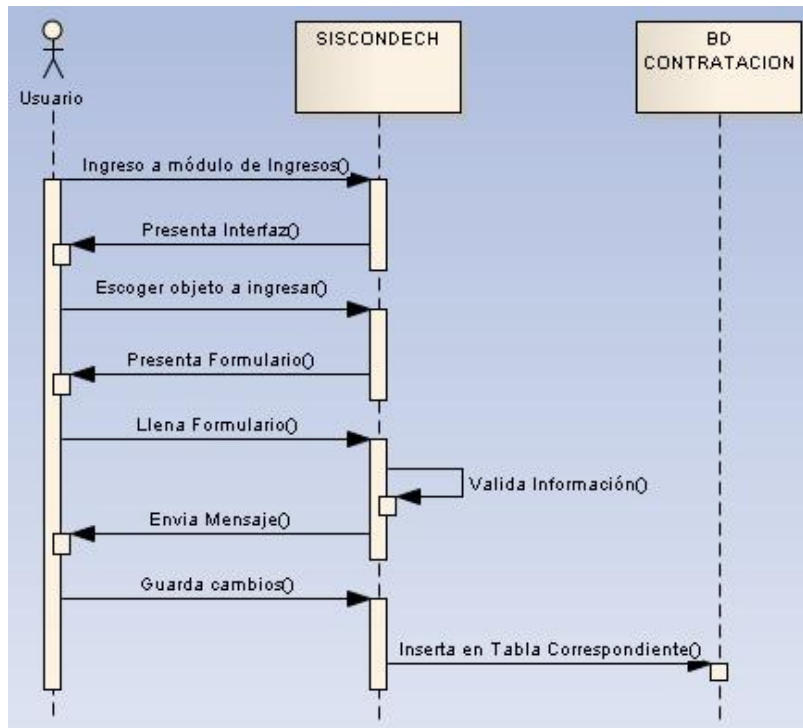 SISCONDECH
BD
CONTRATACION
Usuario
Ingreso a módulo de Ingresos()
Presenta Interfaz()
Escoger objeto a ingresar()
Presenta Formulario()
Llena Formulario()
Valida Información()
Envia Mensaje()
Guarda cambios()
Inserta en Tabla Correspondiente()